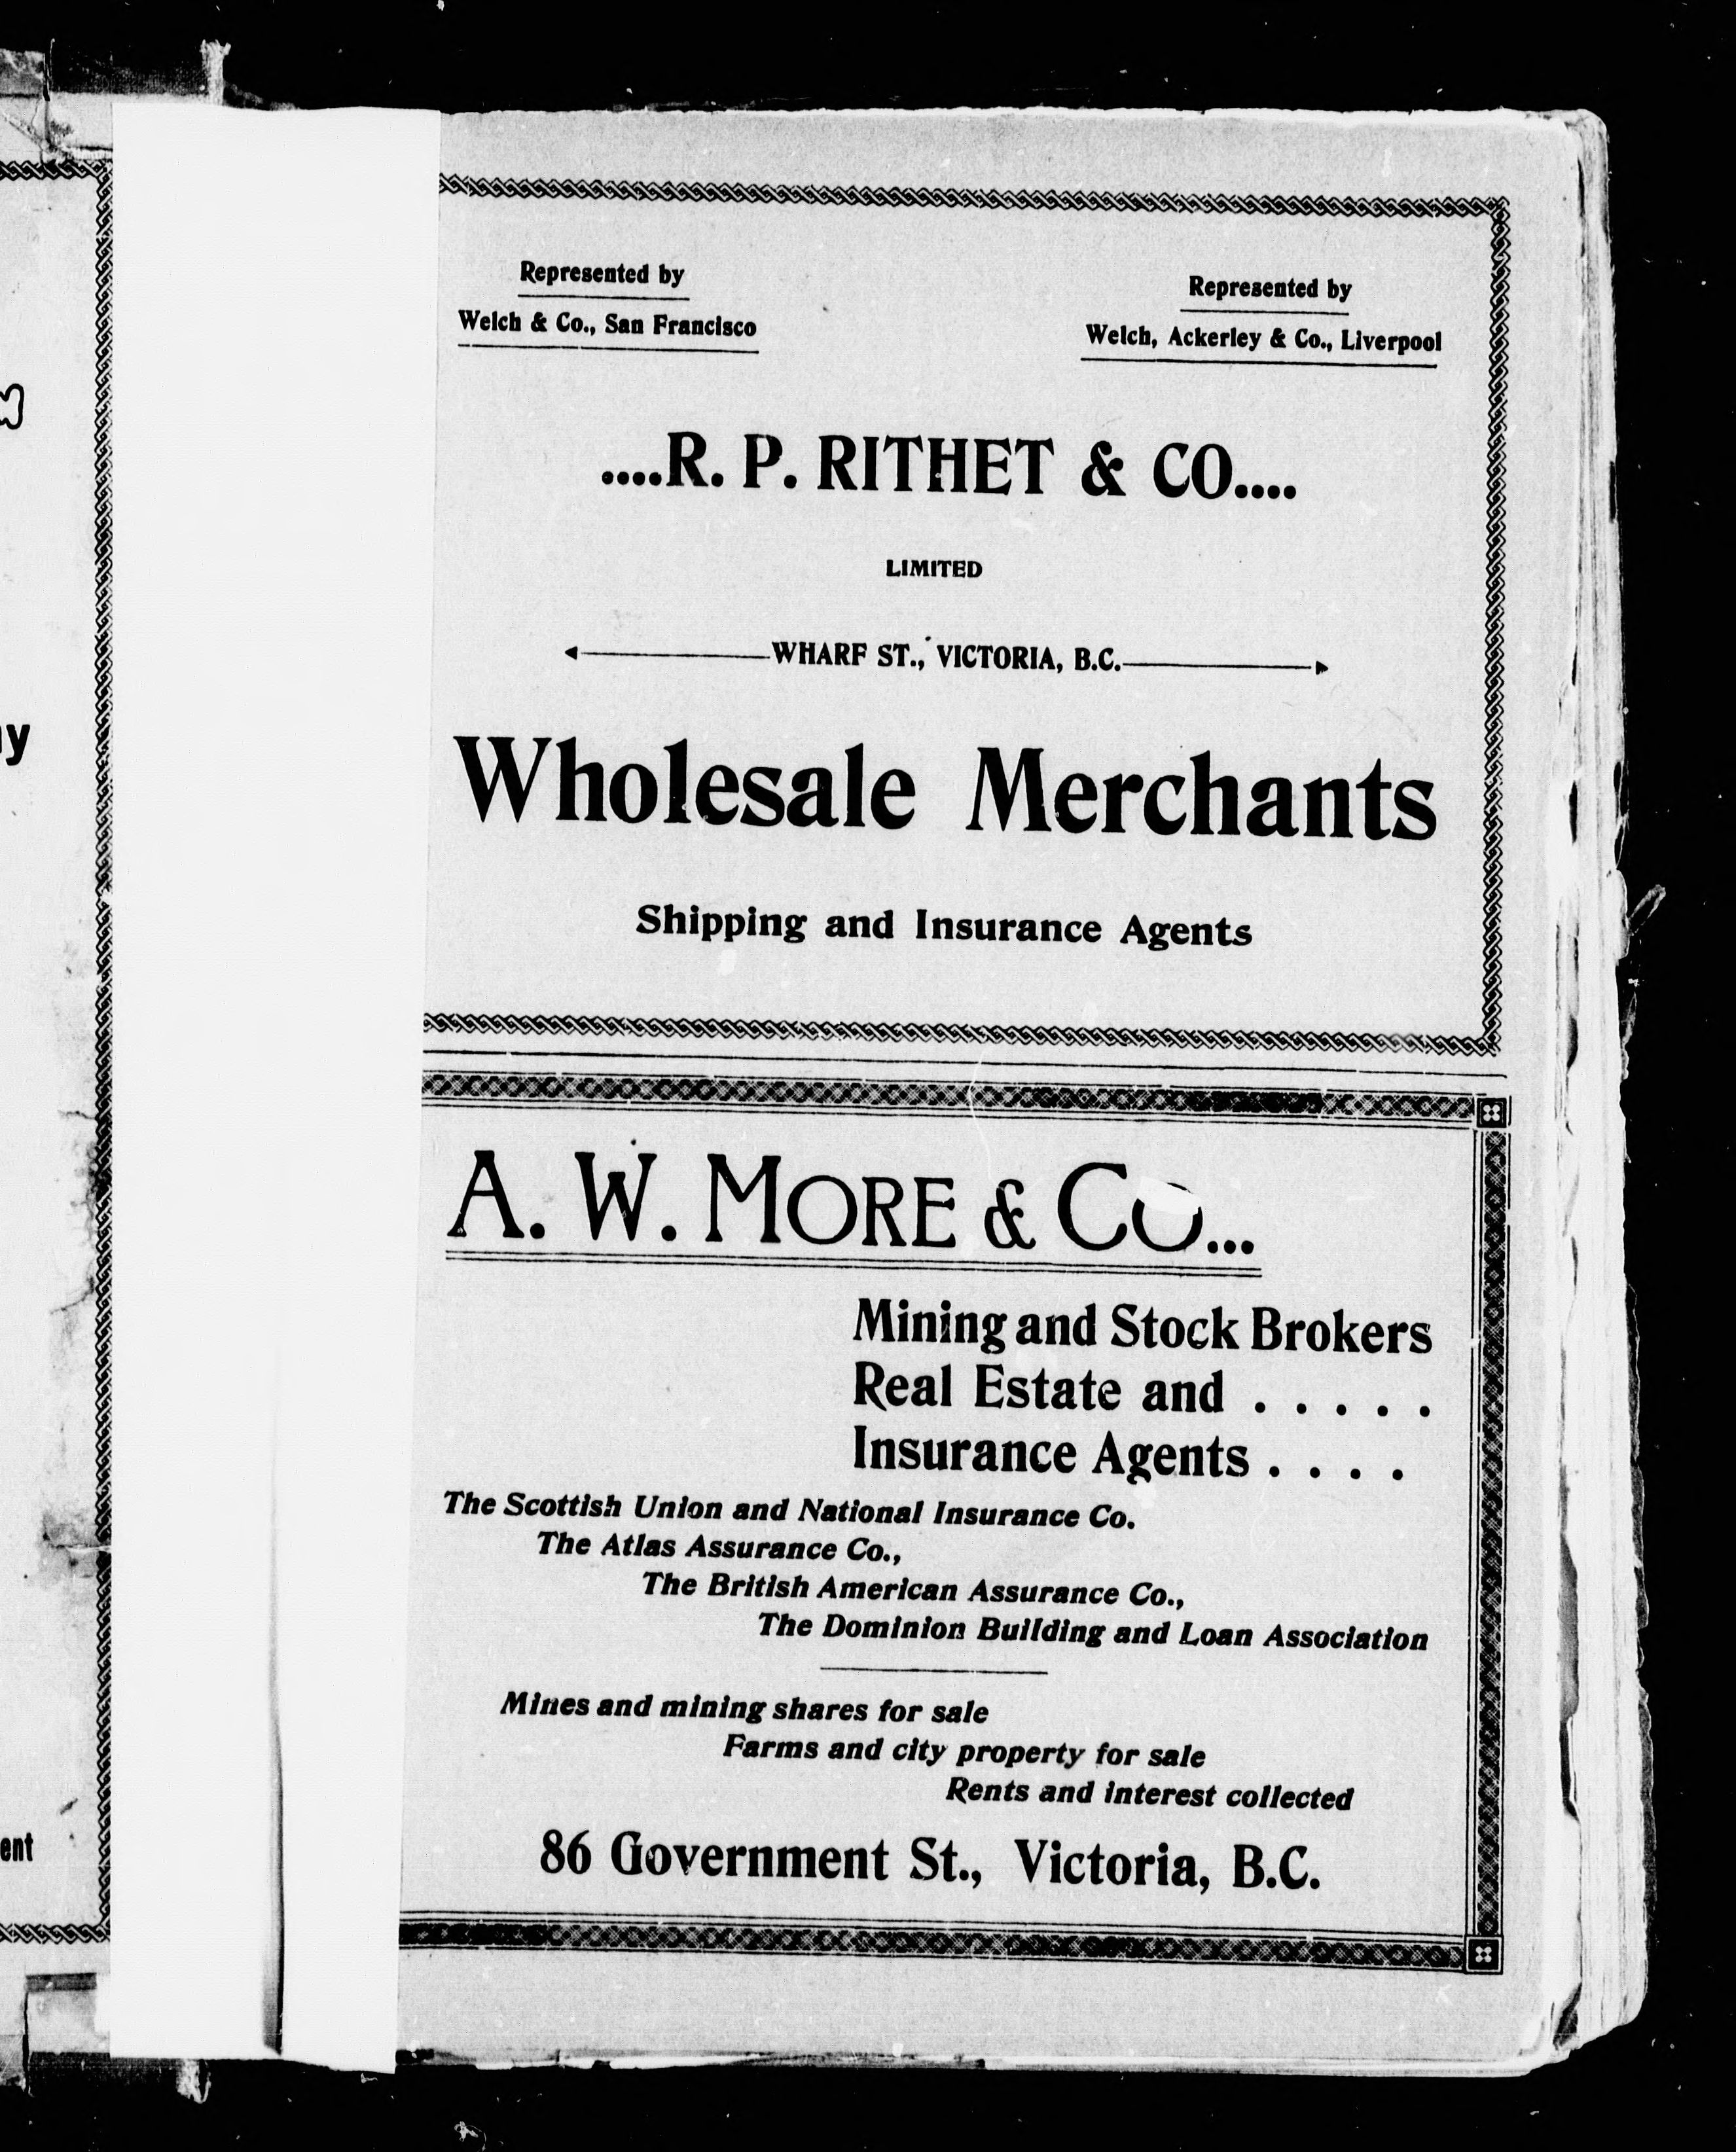 Represented by
Welch & Co., San Francisco
Represented by
Welch, Ackerley & Co., Liverpool
....R. P. RITHET & CO....
LIMITED
WHARF ST., VICTORIA, B.C.
Wholesale Merchants
Shipping and Insurance Agents
A. W. MORE & CO...
Mining and Stock Brokers
Real Estate and . . . . .
Insurance Agents . . . .
The Scottish Union and National Insurance Co.
The Atlas Assurance Co.,
The British American Assurance Co.,
The Dominion Building and Loan Association
Mines and mining shares for sale
Farms and city property for sale
Rents and interest collected
86 Government St., Victoria, B.C.